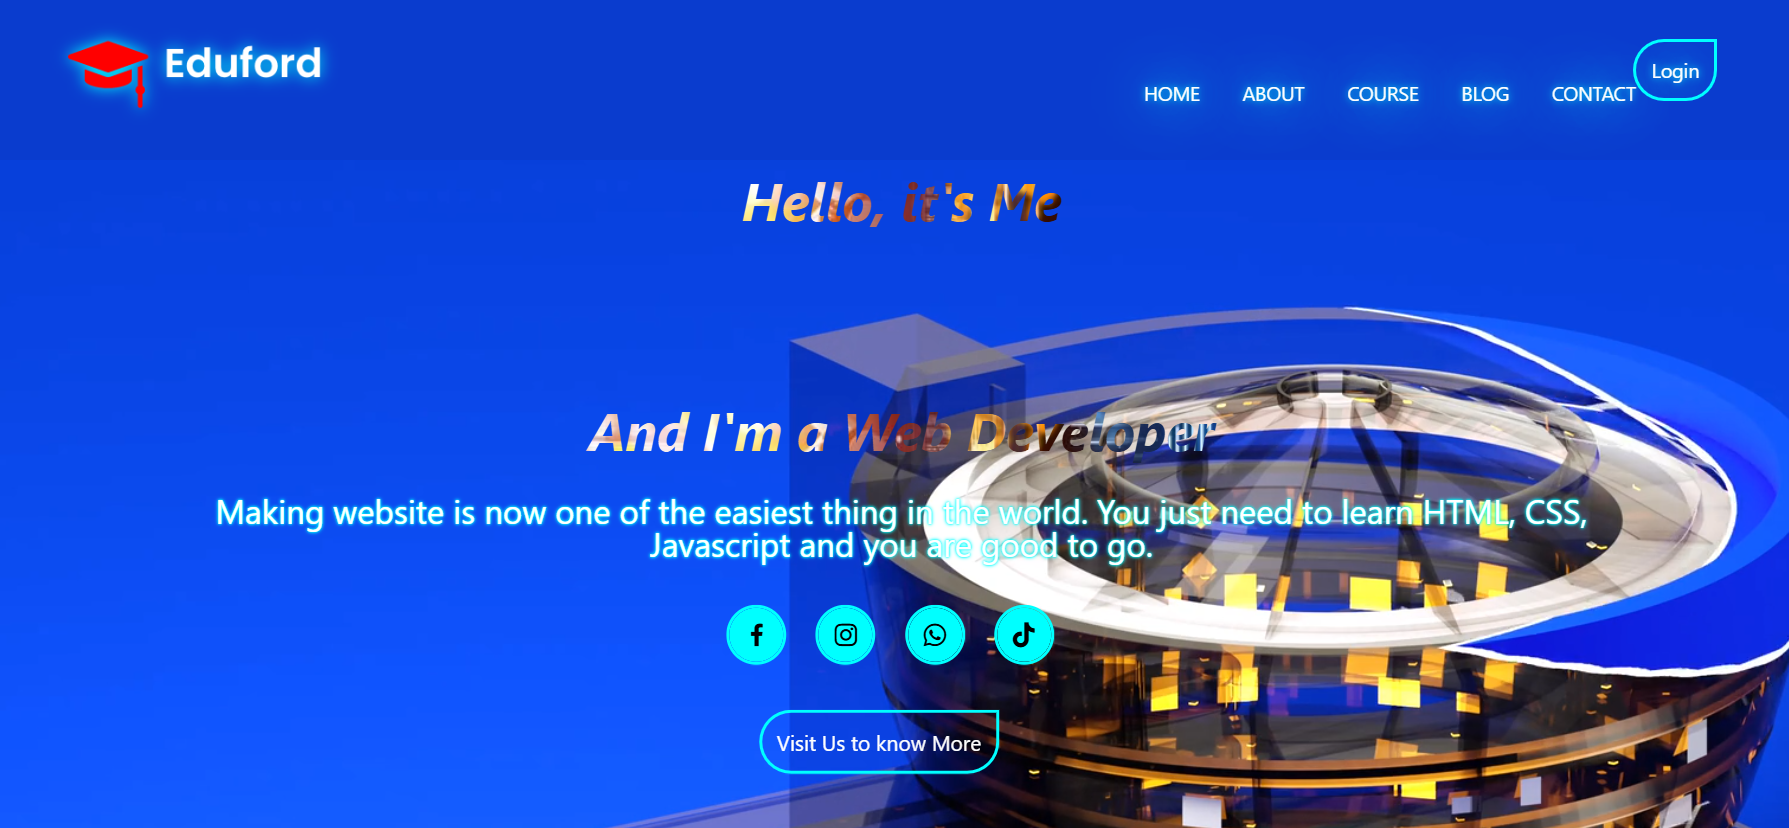 Eduford
HOME ABOUT COURSE BLOG CONTACT Login
Hello, it's Me
And I'm a Web Developer
Making website is now one of the easiest thing in the world. You just need to learn HTML, CSS,
Javascript and you are good to go.
Visit Us to know More